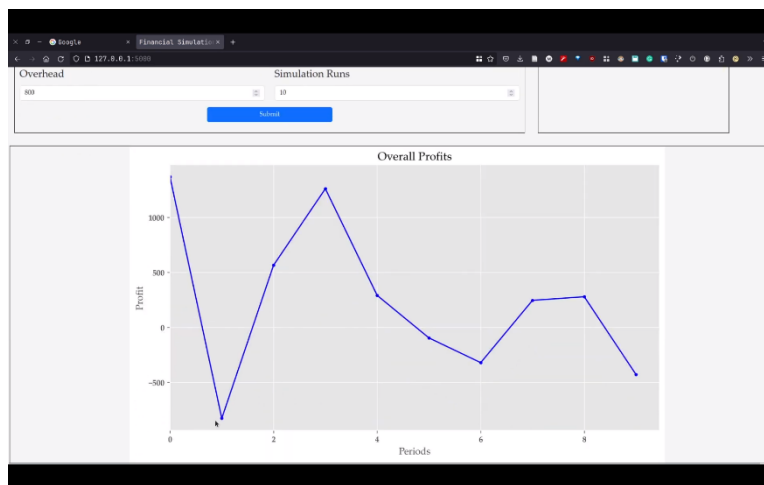 Google
Financial Simulatio
127.0.0.1:5000
Overhead
Simulation Runs
800
10
Submit
Overall Profits
1000
500
0
−500
Profit
0 2 4 6 8
Periods